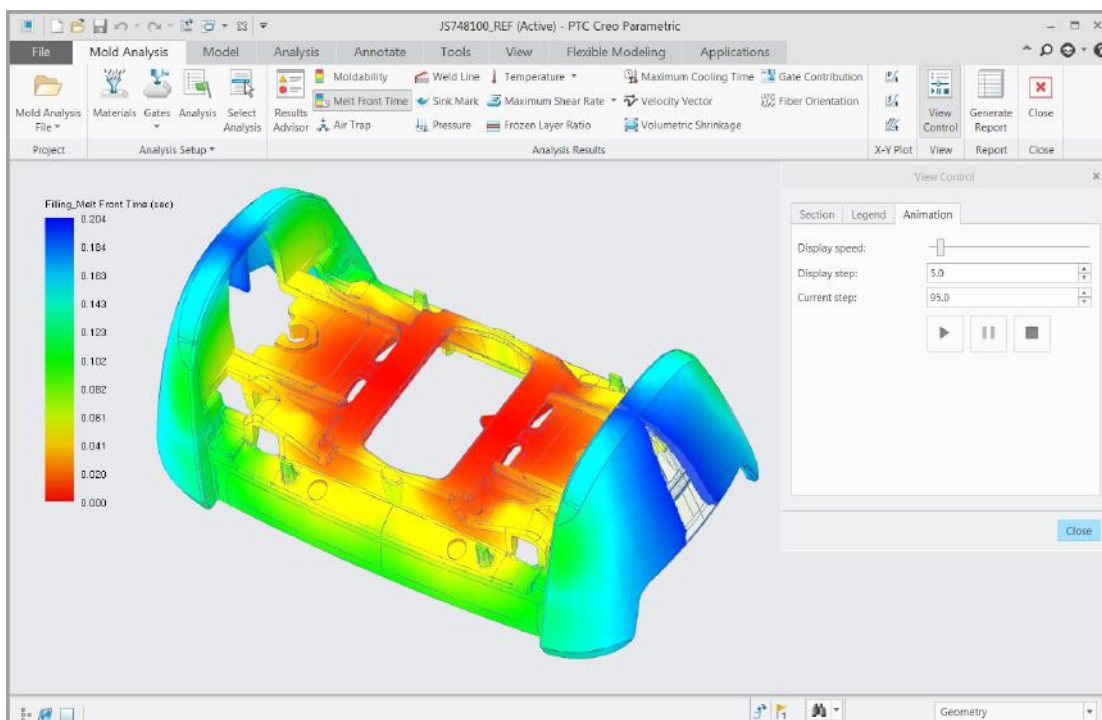 JS748100_REF (Active) - PTC Creo Parametric
File Mold Analysis Model Analysis Annotate Tools View Flexible Modeling Applications
Moldability Weld Line Temperature Maximum Cooling Time Gate Contribution
Melt Front Time Sink Mark Maximum Shear Rate Velocity Vector Fiber Orientation
Air Trap Pressure Frozen Layer Ratio Volumetric Shrinkage
Mold Analysis File
Materials
Gates
Analysis
Select Analysis
Results Advisor
View Control
Generate Report
Close
Project Analysis Setup Analysis Results X-Y Plot View Report Close
View Control
Section Legend Animation
Display speed:
Display step: 5.0
Current step: 95.0
Close
Filling_Melt Front Time (sec)
0.204
0.184
0.163
0.143
0.123
0.102
0.082
0.061
0.041
0.020
0.000
Geometry